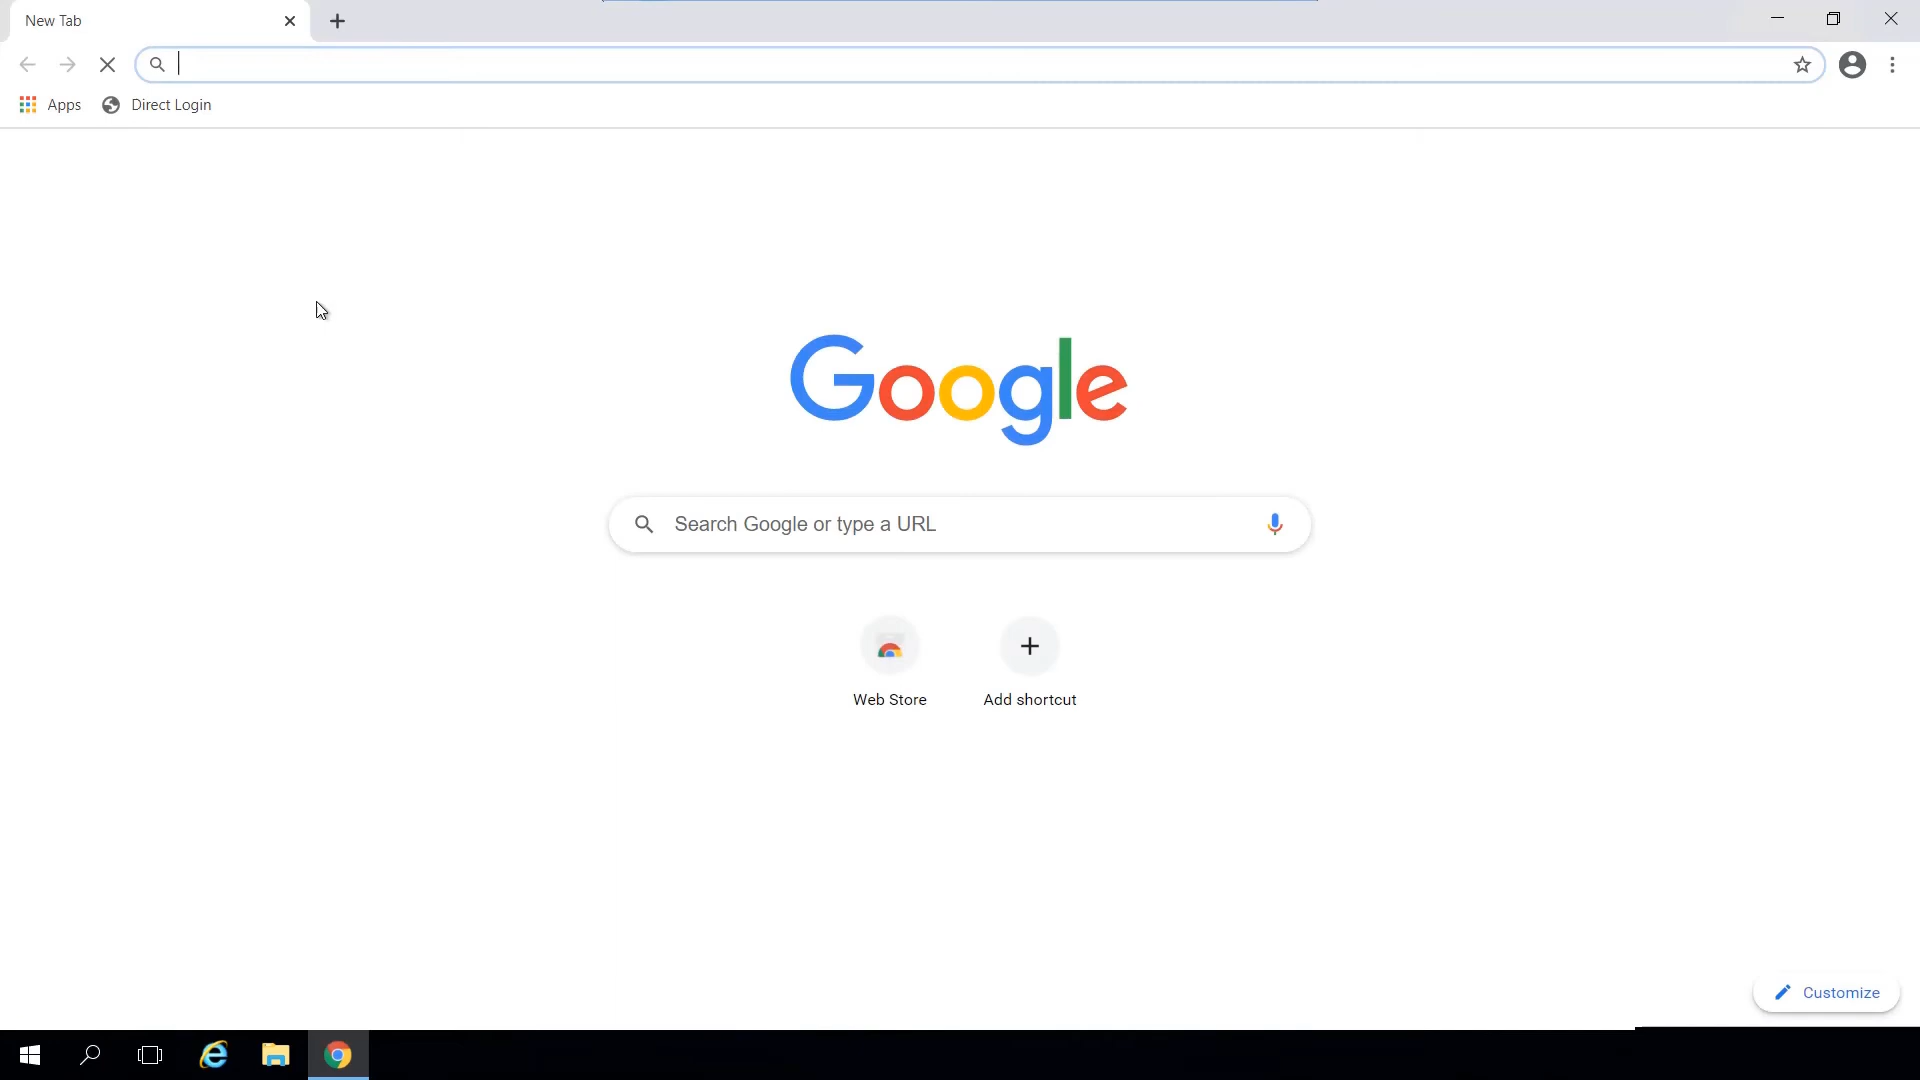 New Tab
Apps
Direct Login
Google
Search Google or type a URL
Web Store
Add shortcut
Customize